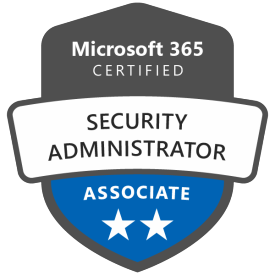 Microsoft 365
CERTIFIED
SECURITY
ADMINISTRATOR
ASSOCIATE